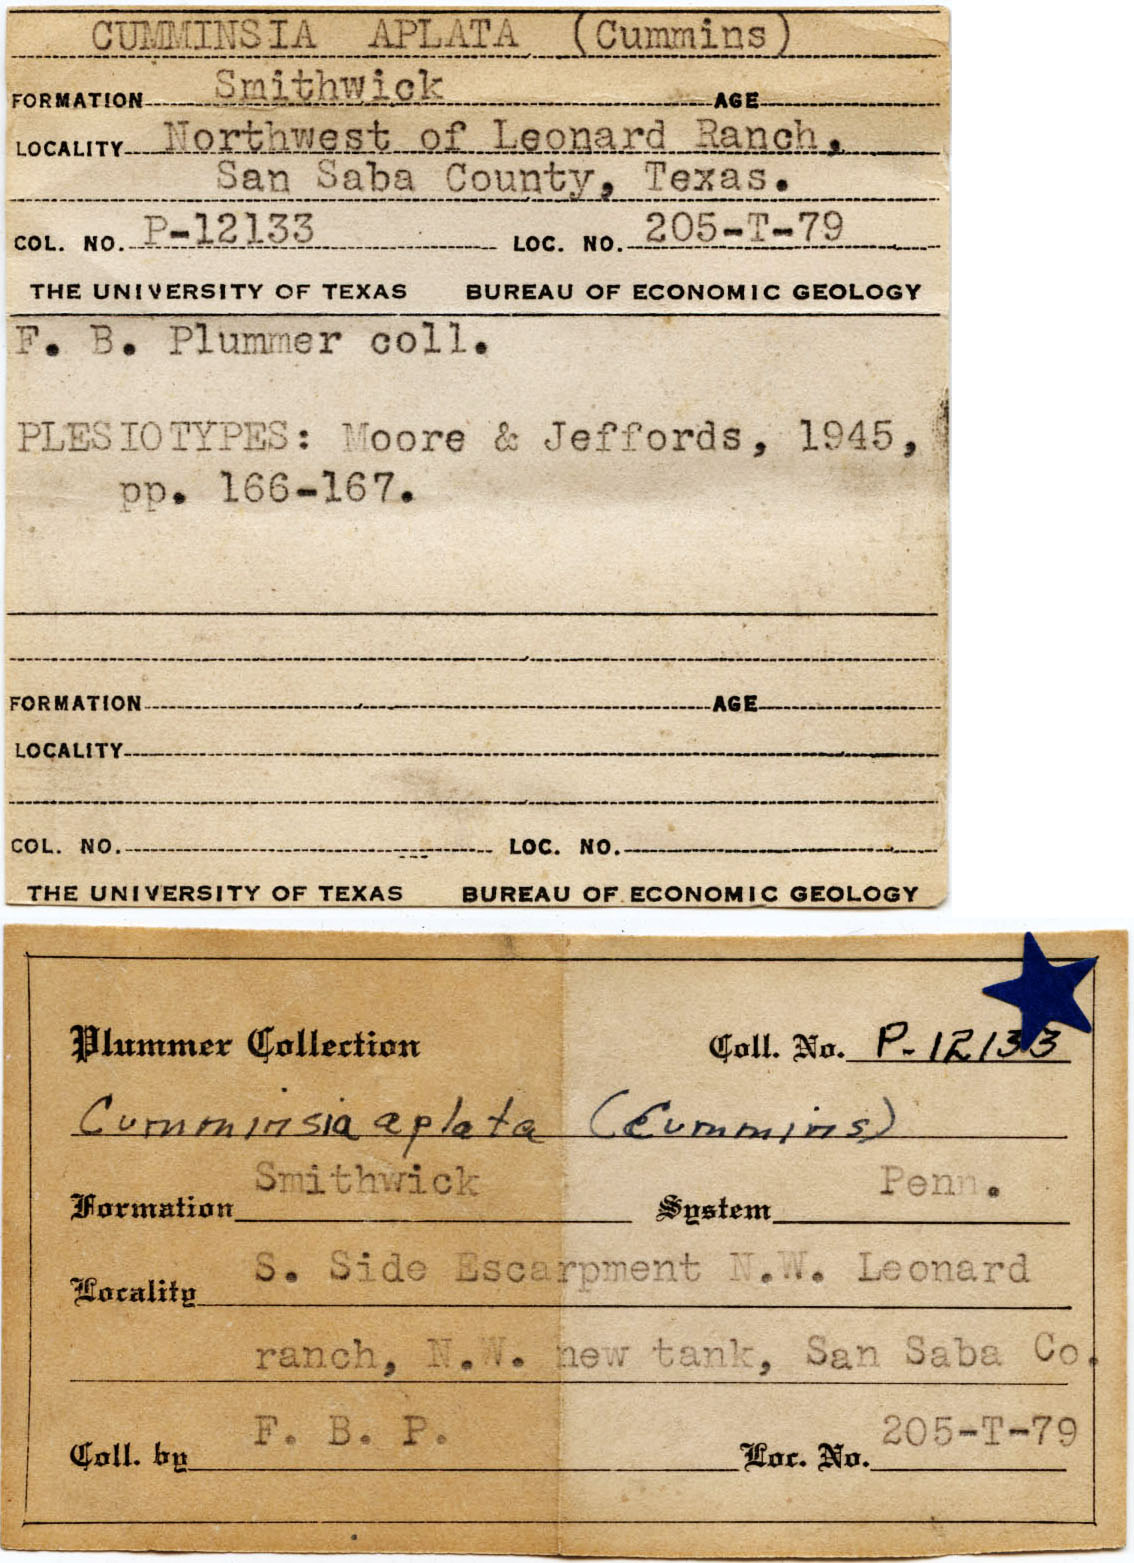 CUMMINSIA APLATA (Cummins)
FORMATION Smithwick AGE
LOCALITY Northwest of Leonard Ranch,
San Saba County, Texas.
COL. NO. P-12133 LOC. NO. 205-T-79
THE UNIVERSITY OF TEXAS BUREAU OF ECONOMIC GEOLOGY
F. B. Plummer coll.
PLESIOTYPES: Moore & Jeffords, 1945,
pp. 166-167.
FORMATION AGE
LOCALITY
COL. NO. LOC. NO.
THE UNIVERSITY OF TEXAS BUREAU OF ECONOMIC GEOLOGY
Plummer Collection Coll. No. P-12133
Cumminsia aplata (Cummins)
Formation Smithwick System Penn.
Locality S. Side Escarpment N.W. Leonard
ranch, N.W. new tank, San Saba Co.
Coll. by F. B. P. Loc. No. 205-T-79